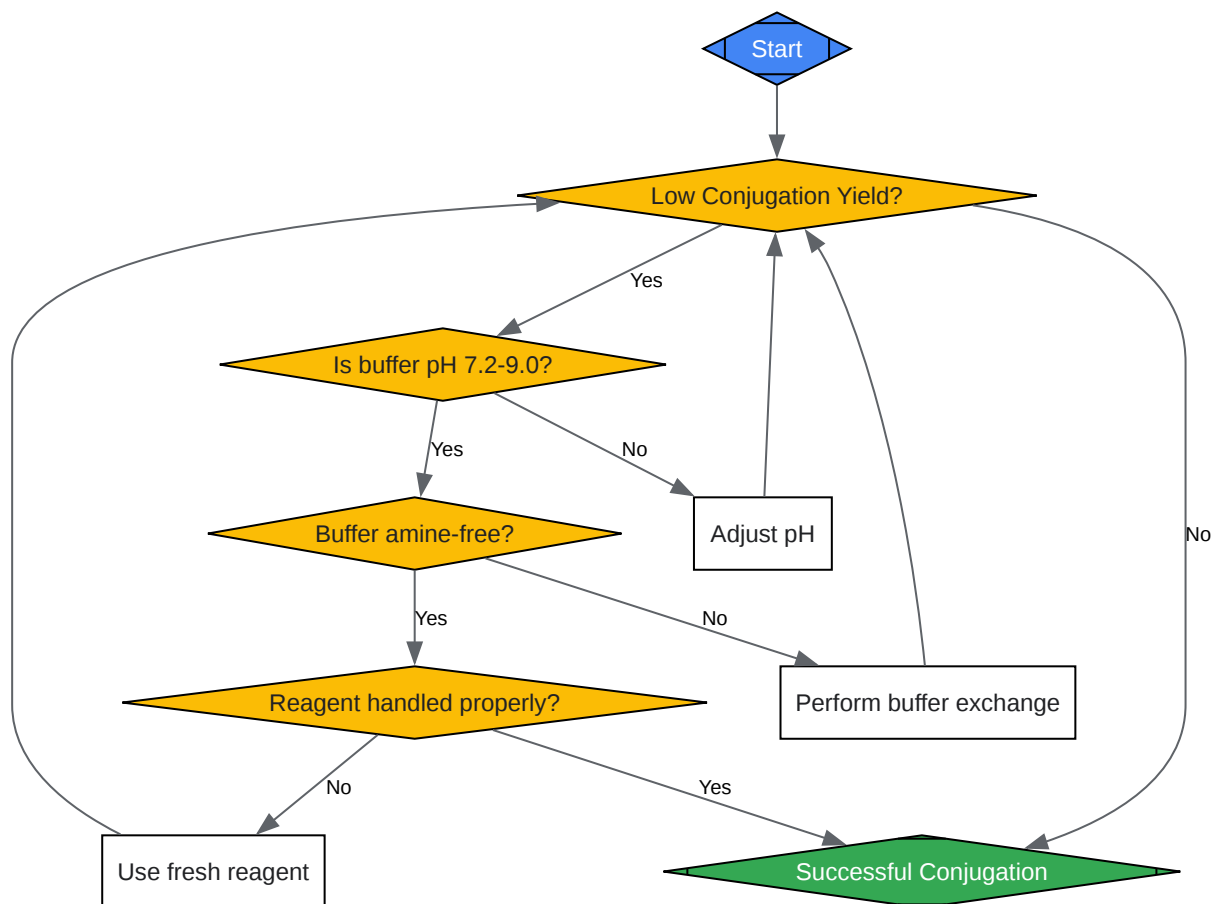 Start
Low Conjugation Yield?
Yes
Is buffer pH 7.2-9.0?
Yes
No
Buffer amine-free?
Adjust pH
No
Yes
No
Reagent handled properly?
Perform buffer exchange
No
Yes
Use fresh reagent
Successful Conjugation